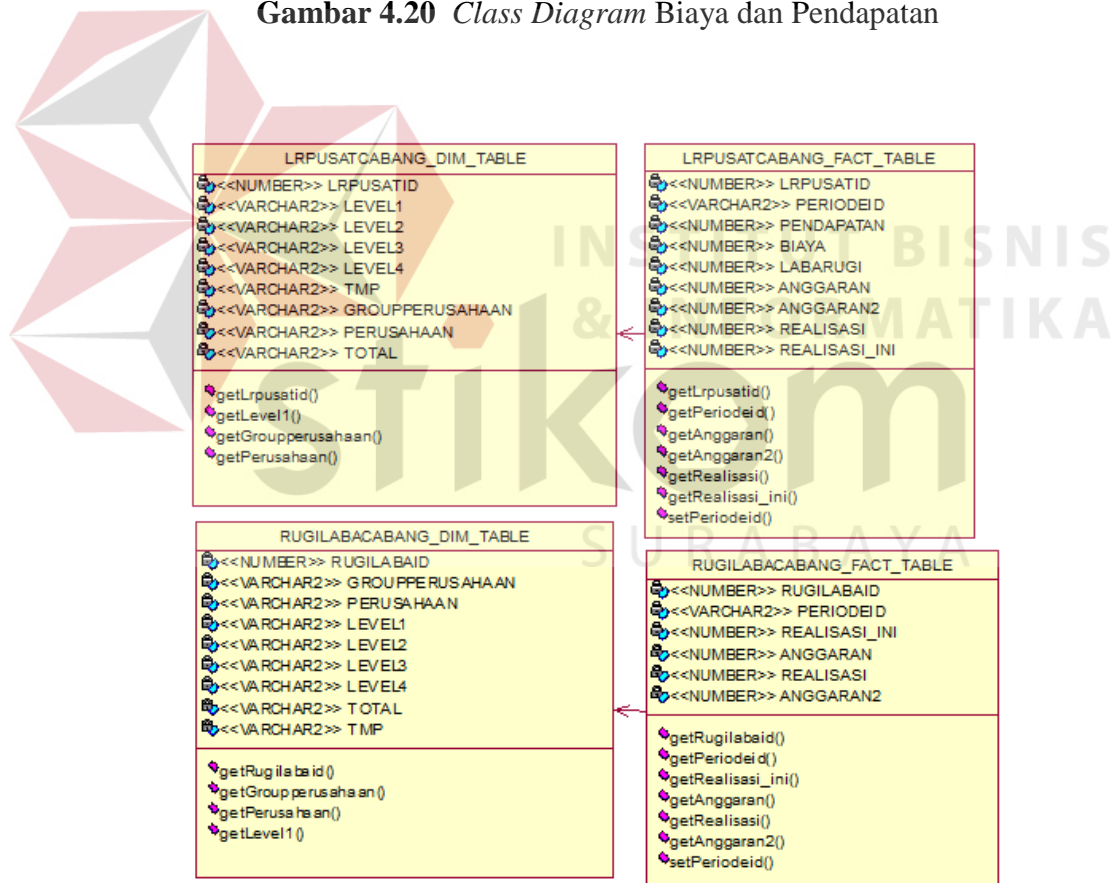 Gambar 4.20 Class Diagram Biaya dan Pendapatan
LRPUSATCABANG_DIM_TABLE
<<NUMBER>> LRPUSATID
<<VARCHAR2>> LEVEL1
<<VARCHAR2>> LEVEL2
<<VARCHAR2>> LEVEL3
<<VARCHAR2>> LEVEL4
<<VARCHAR2>> TMP
<<VARCHAR2>> GROUPPERUSAHAAN
<<VARCHAR2>> PERUSAHAAN
<<VARCHAR2>> TOTAL
getLrpusatid()
getLevel1()
getGroupperusahaan()
getPerusahaan()
LRPUSATCABANG_FACT_TABLE
<<NUMBER>> LRPUSATID
<<VARCHAR2>> PERIODEID
<<NUMBER>> PENDAPATAN
<<NUMBER>> BIAYA
<<NUMBER>> LABARUGI
<<NUMBER>> ANGGARAN
<<NUMBER>> ANGGARAN2
<<NUMBER>> REALISASI
<<NUMBER>> REALISASI_INI
getLrpusatid()
getPeriodeid()
getAnggaran()
getAnggaran2()
getRealisasi()
getRealisasi_ini()
setPeriodeid()
RUGILABACABANG_DIM_TABLE
<<NUMBER>> RUGILABAID
<<VARCHAR2>> GROUPPERUSAHAAN
<<VARCHAR2>> PERUSAHAAN
<<VARCHAR2>> LEVEL1
<<VARCHAR2>> LEVEL2
<<VARCHAR2>> LEVEL3
<<VARCHAR2>> LEVEL4
<<VARCHAR2>> TOTAL
<<VARCHAR2>> TMP
getRugilabaid()
getGroupperusahaan()
getPerusahaan()
getLevel1()
RUGILABACABANG_FACT_TABLE
<<NUMBER>> RUGILABAID
<<VARCHAR2>> PERIODEID
<<NUMBER>> REALISASI_INI
<<NUMBER>> ANGGARAN
<<NUMBER>> REALISASI
<<NUMBER>> ANGGARAN2
getRugilabaid()
getPeriodeid()
getRealisasi_ini()
getAnggaran()
getRealisasi()
getAnggaran2()
setPeriodeid()
INSTITUT BISNIS
& INFORMATIKA
stikom
SURABAYA